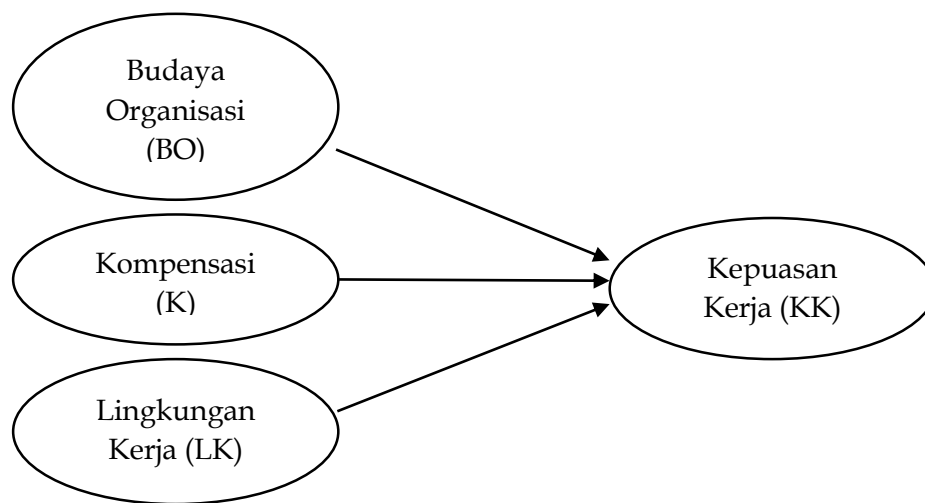 Budaya
Organisasi
(BO)
Kompensasi
(K)
Lingkungan
Kerja (LK)
Kepuasan
Kerja (KK)